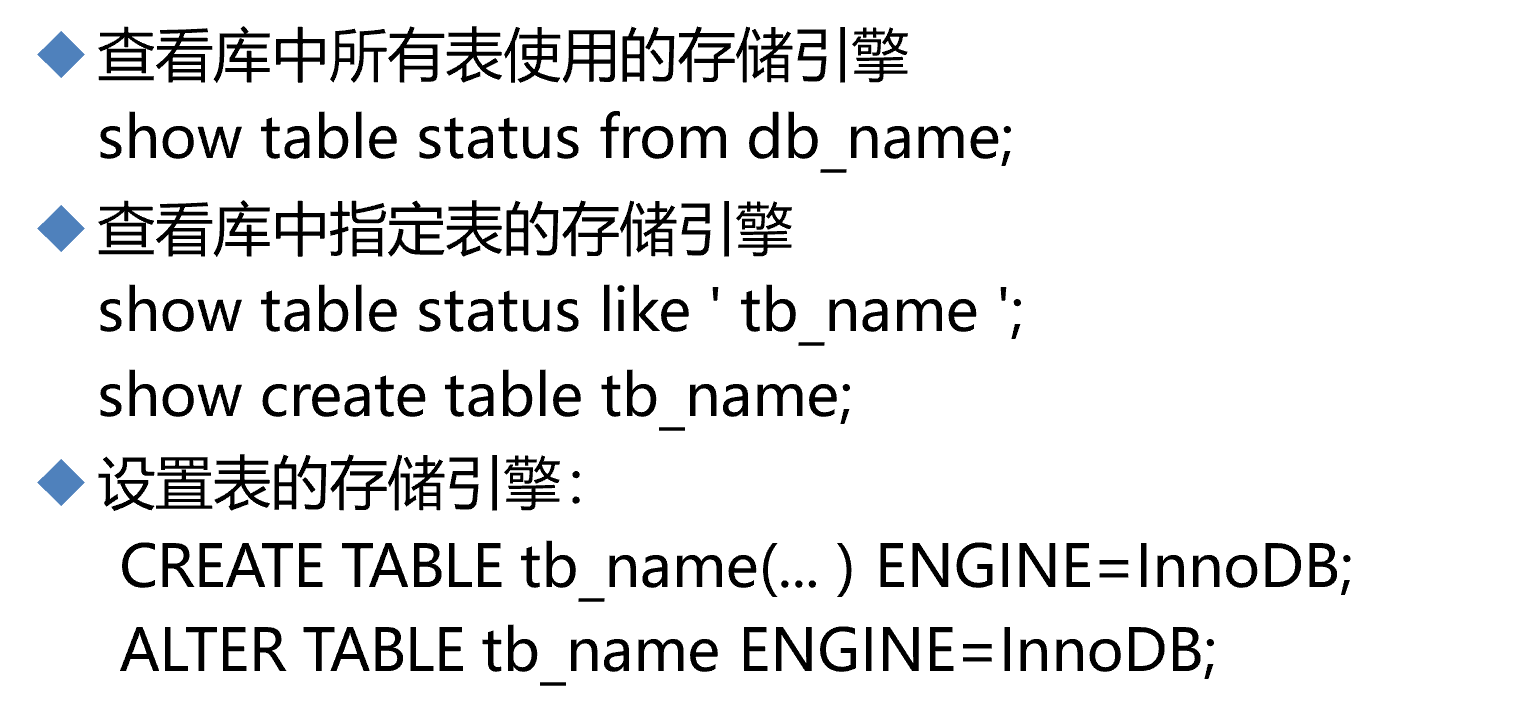 查看库中所有表使用的存储引擎
show table status from db_name;
查看库中指定表的存储引擎
show table status like ' tb_name ';
show create table tb_name;
设置表的存储引擎：
CREATE TABLE tb_name(... ) ENGINE=InnoDB;
ALTER TABLE tb_name ENGINE=InnoDB;